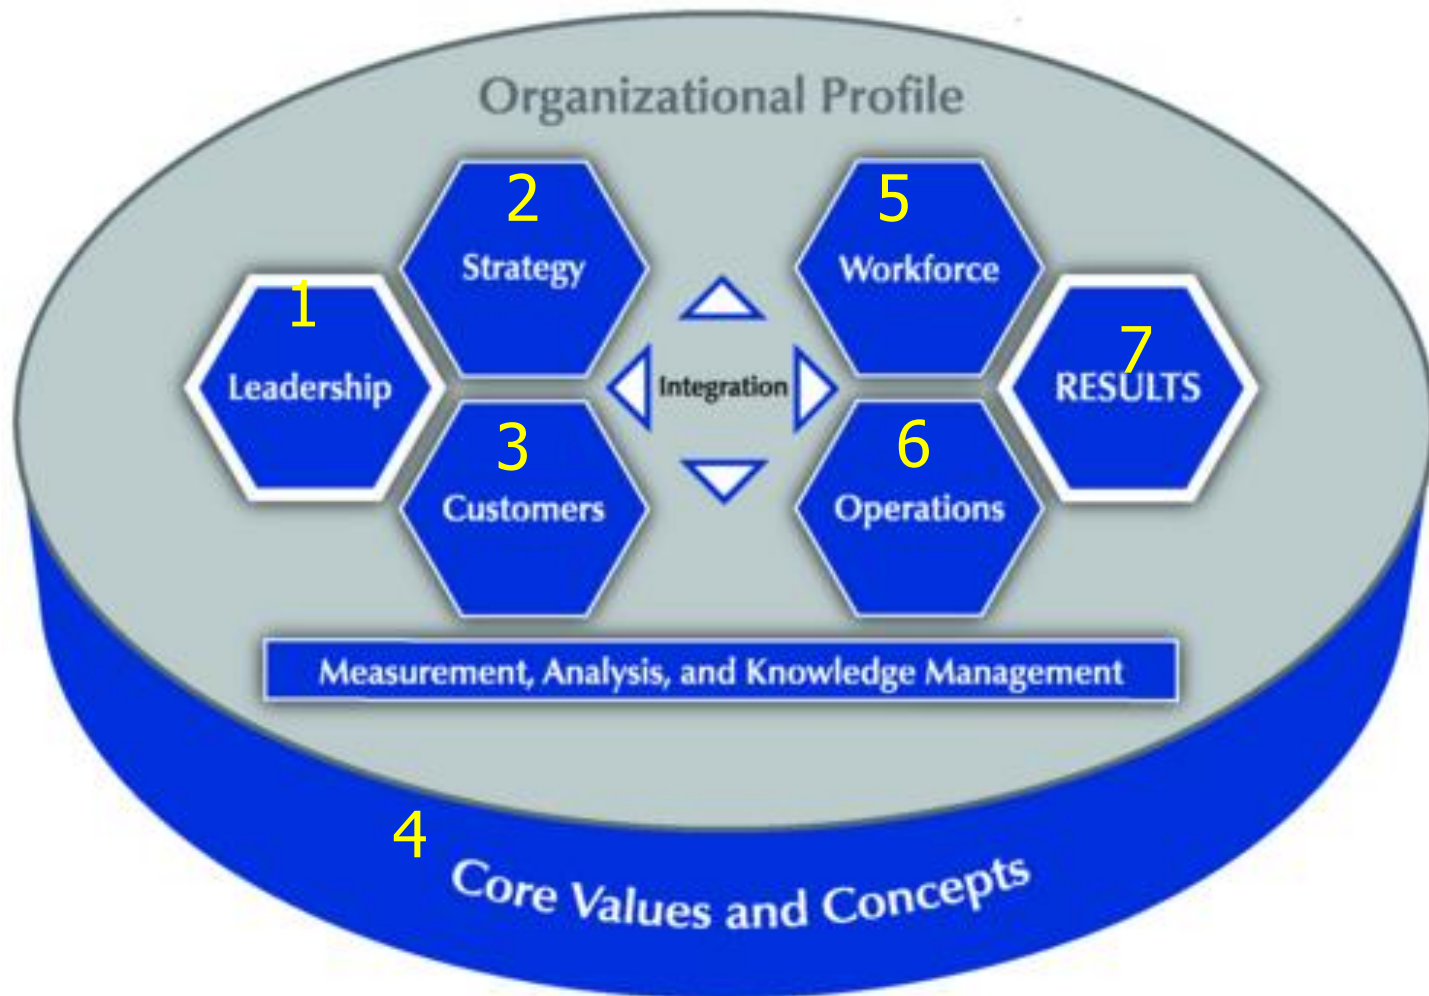 Organizational Profile
2
Strategy
5
Workforce
1
Leadership
Integration
7
RESULTS
3
Customers
6
Operations
Measurement, Analysis, and Knowledge Management
4
Core Values and Concepts